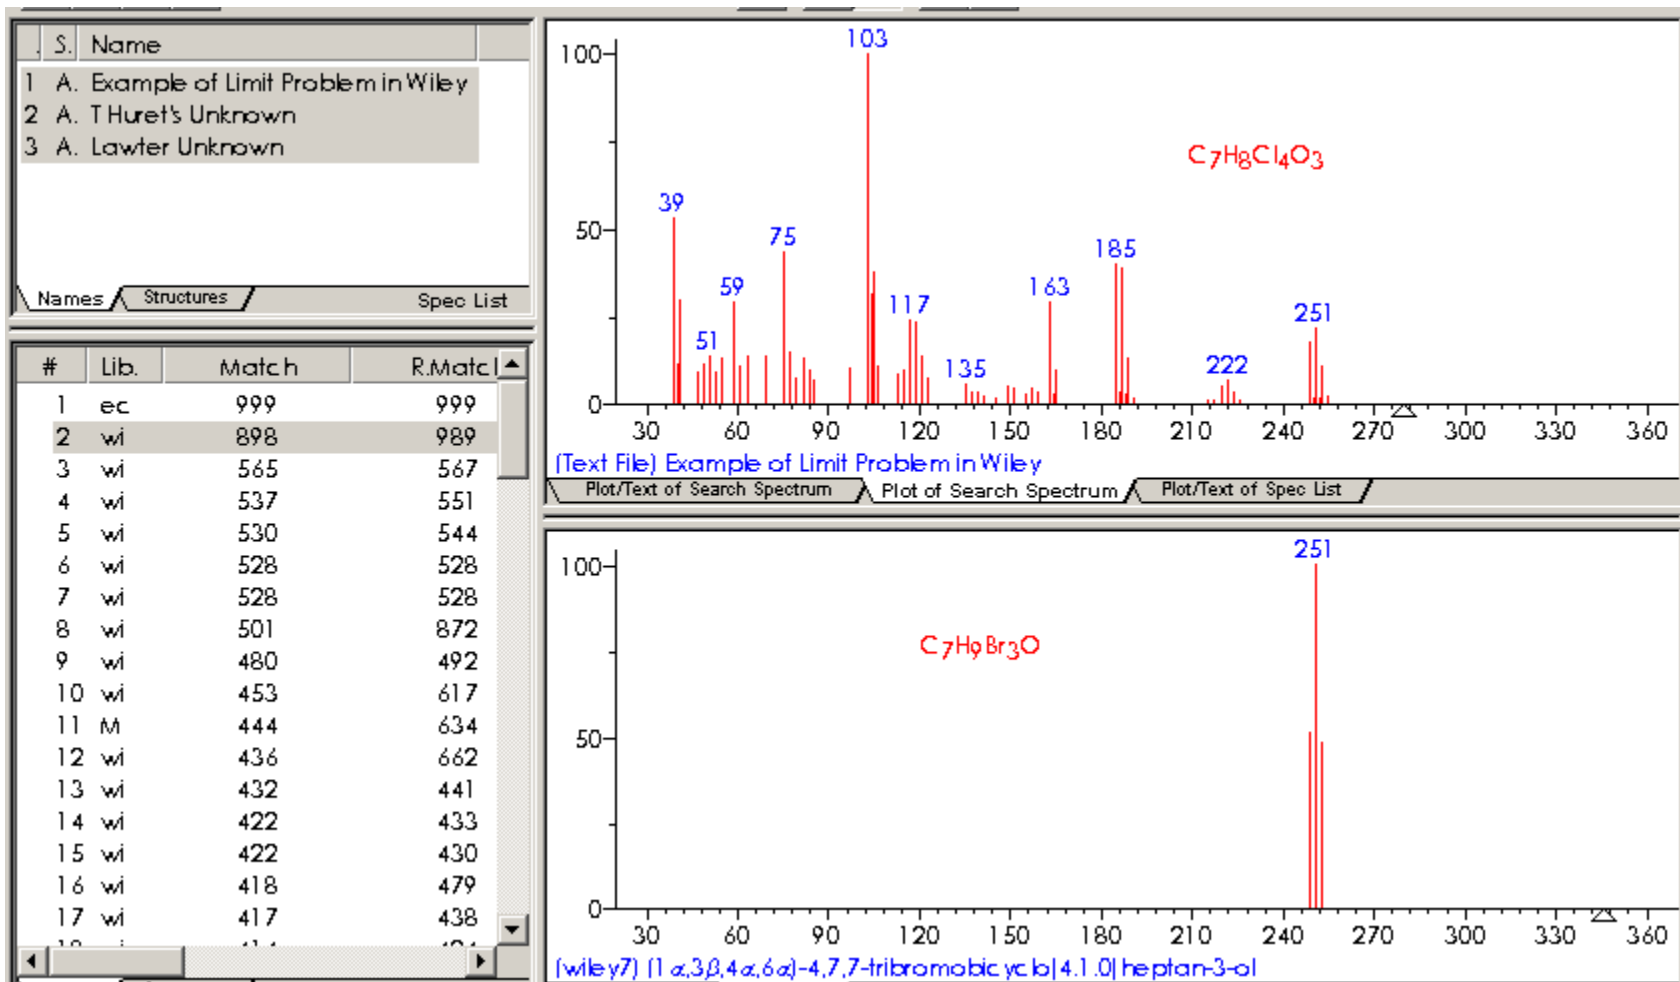 . S. Name
1 A. Example of Limit Problem in Wiley
2 A. T Huret's Unknown
3 A. Lawter Unknown
Names Structures Spec List
# Lib. Match R.Matcl
1 ec 999 999
2 wi 898 989
3 wi 565 567
4 wi 537 551
5 wi 530 544
6 wi 528 528
7 wi 528 528
8 wi 501 872
9 wi 480 492
10 wi 453 617
11 M 444 634
12 wi 436 662
13 wi 432 441
14 wi 422 433
15 wi 422 430
16 wi 418 479
17 wi 417 438
100
50
0
103
C7H8Cl4O3
39
75
185
59
163
117
251
51
222
135
30 60 90 120 150 180 210 240 270 300 330 360
(Text File) Example of Limit Problem in Wiley
Plot/Text of Search Spectrum Plot of Search Spectrum Plot/Text of Spec List
251
100
C7H9Br3O
50
0
30 60 90 120 150 180 210 240 270 300 330 360
(wiley7) (1α,3β,4α,6α)-4,7,7-tribromobicyclo[4.1.0]heptan-3-ol